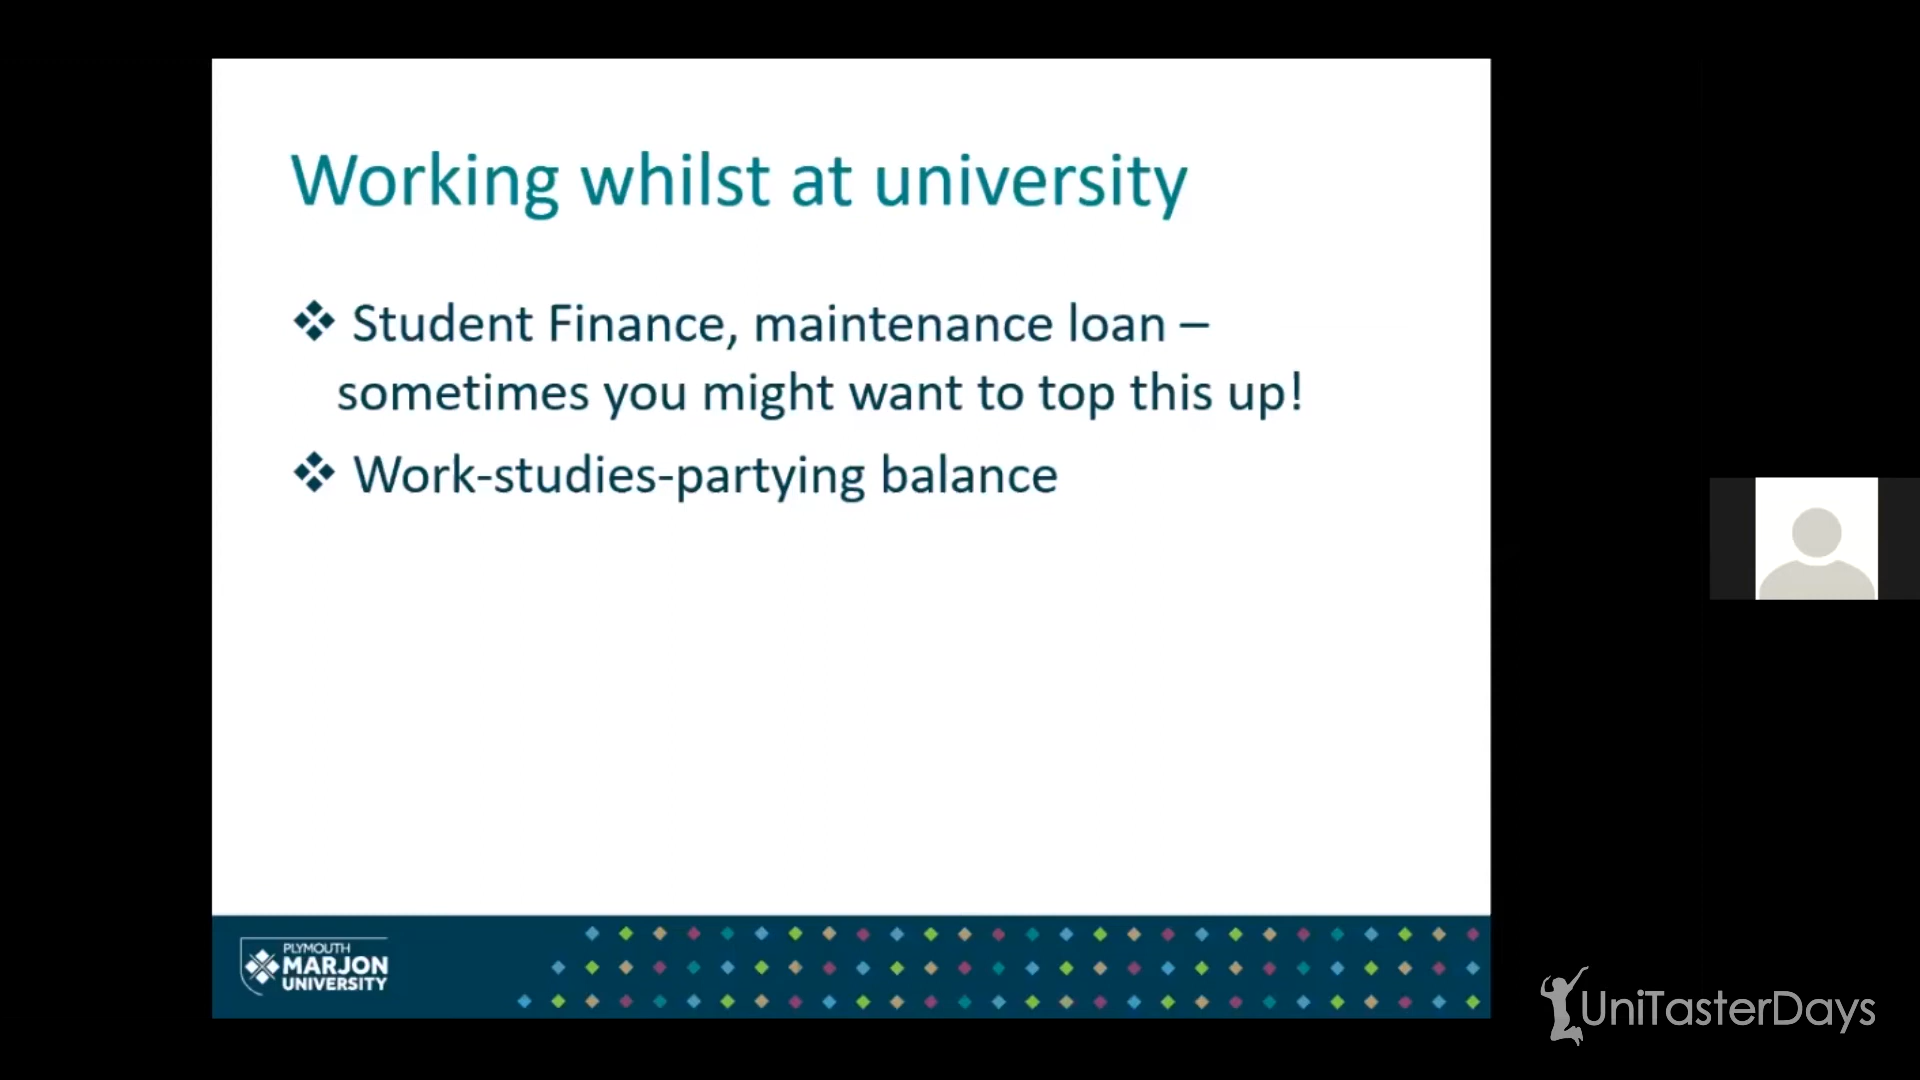 Working whilst at university
❖ Student Finance, maintenance loan –
sometimes you might want to top this up!
❖ Work-studies-partying balance
PLYMOUTH
MARJON
UNIVERSITY
UniTasterDays